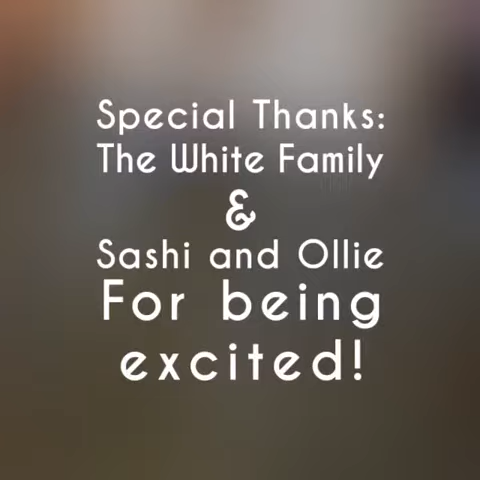 Special Thanks:
The White Family
&
Sashi and Ollie
For being
excited!